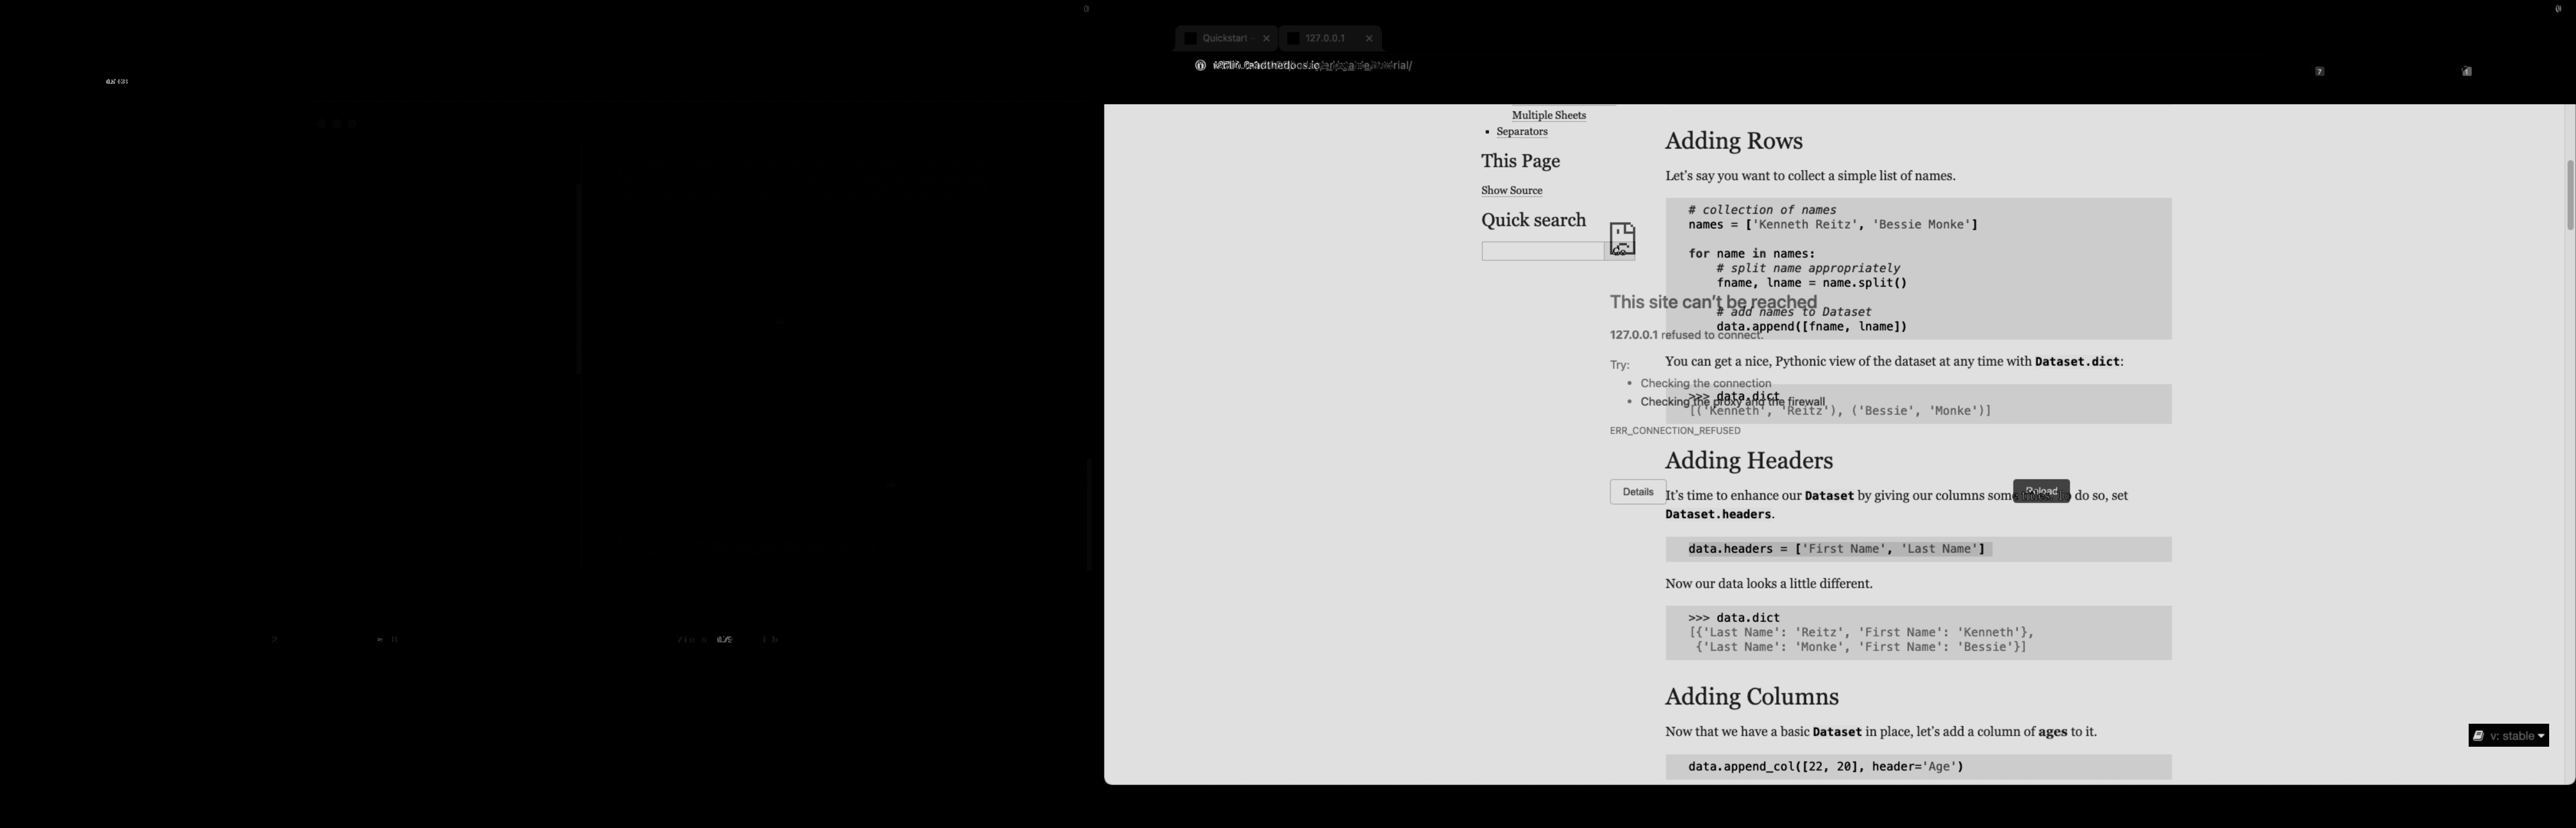 Quickstart
127.0.0.1
Multiple Sheets
Separators
This Page
Show Source
Quick search
Adding Rows
Let's say you want to collect a simple list of names.
# collection of names
names = ['Kenneth Reitz', 'Bessie Monke']
for name in names:
# split name appropriately
fname, lname = name.split()
# add names to Dataset
data.append([fname, lname])
This site can't be reached
127.0.0.1 refused to connect.
Try:
Checking the connection
Checking the proxy and the firewall
ERR_CONNECTION_REFUSED
Details
Reload
You can get a nice, Pythonic view of the dataset at any time with Dataset.dict:
>>> data.dict
[('Kenneth', 'Reitz'), ('Bessie', 'Monke')]
Adding Headers
It's time to enhance our Dataset by giving our columns some do so, set
Dataset.headers.
data.headers = ['First Name', 'Last Name']
Now our data looks a little different.
>>> data.dict
[{'Last Name': 'Reitz', 'First Name': 'Kenneth'},
{'Last Name': 'Monke', 'First Name': 'Bessie'}]
Adding Columns
Now that we have a basic Dataset in place, let's add a column of ages to it.
data.append_col([22, 20], header='Age')
v: stable